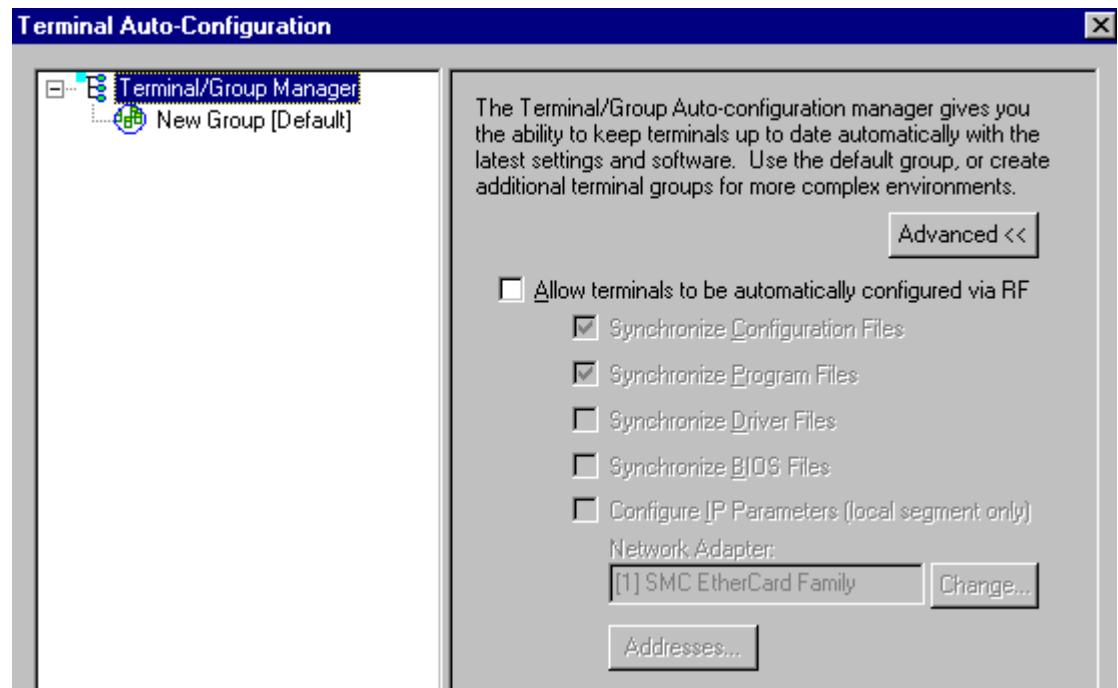 Terminal Auto-Configuration
Terminal/Group Manager
New Group [Default]
The Terminal/Group Auto-configuration manager gives you
the ability to keep terminals up to date automatically with the
latest settings and software. Use the default group, or create
additional terminal groups for more complex environments.
Advanced <<
Allow terminals to be automatically configured via RF
Synchronize Configuration Files
Synchronize Program Files
Synchronize Driver Files
Synchronize BIOS Files
Configure IP Parameters (local segment only)
Network Adapter:
[1] SMC EtherCard Family
Change...
Addresses...